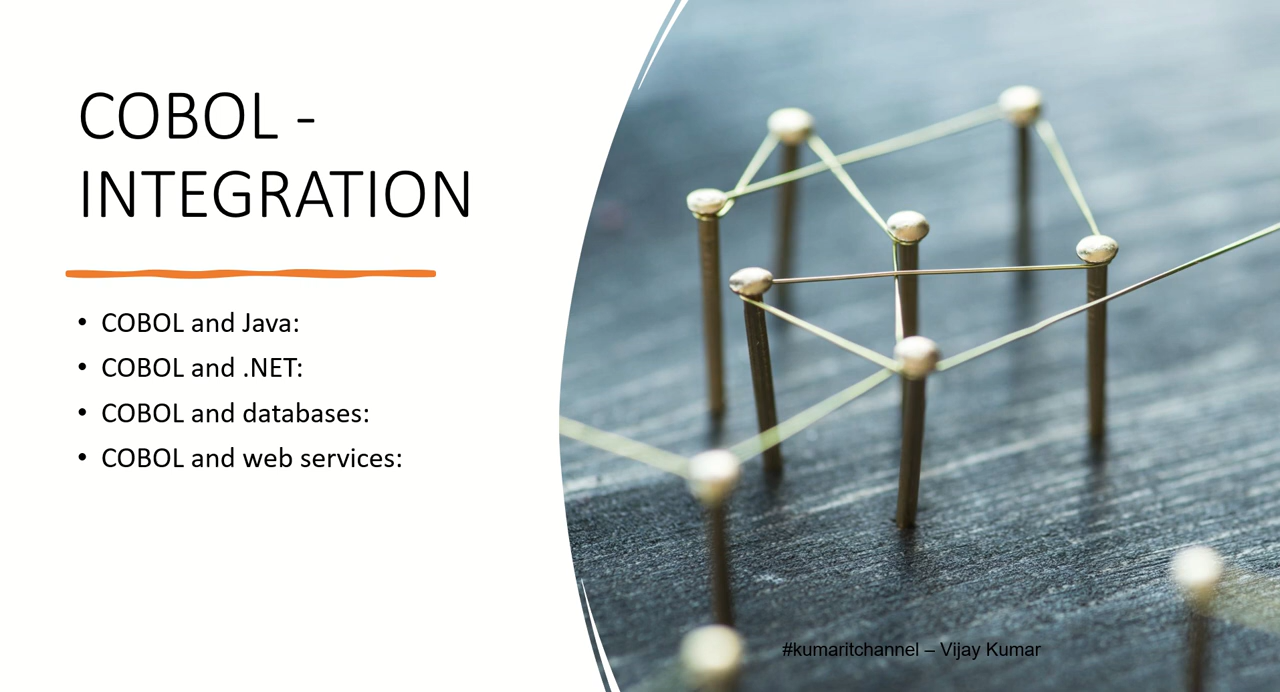 COBOL -
INTEGRATION
• COBOL and Java:
• COBOL and .NET:
• COBOL and databases:
• COBOL and web services:
#kumaritchannel – Vijay Kumar